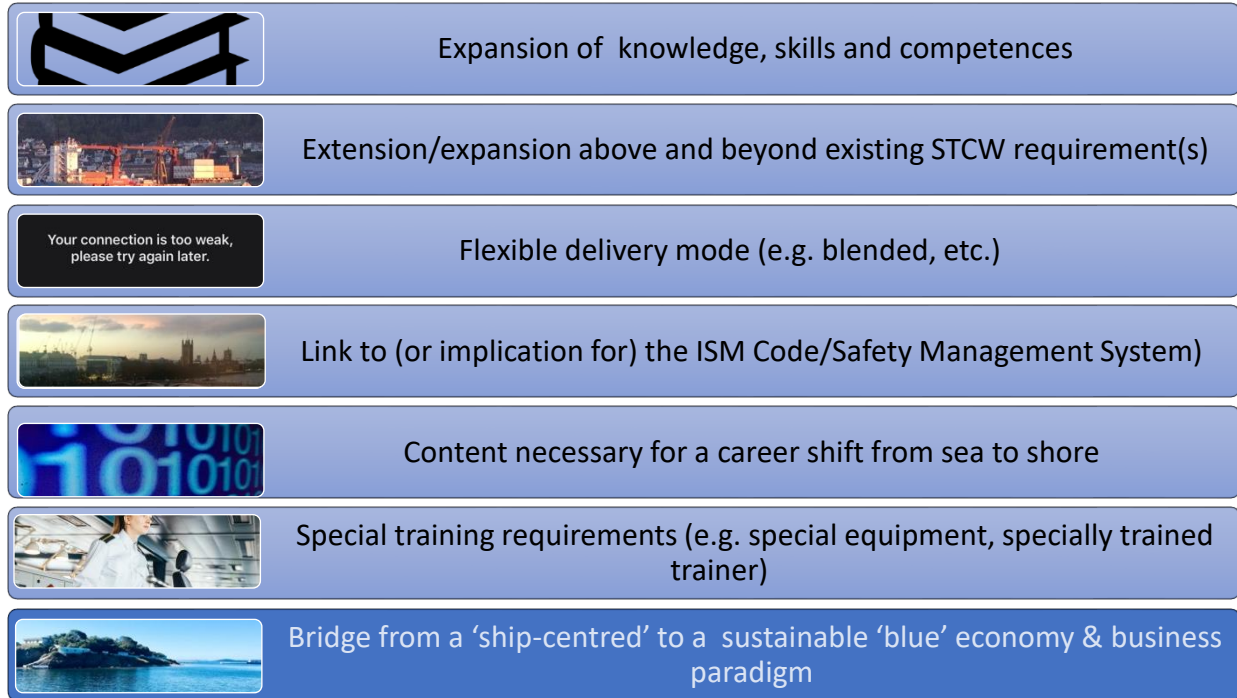 Expansion of knowledge, skills and competences
Extension/expansion above and beyond existing STCW requirement(s)
Your connection is too weak,
please try again later.
Flexible delivery mode (e.g. blended, etc.)
Link to (or implication for) the ISM Code/Safety Management System)
10101
1010101
Content necessary for a career shift from sea to shore
Special training requirements (e.g. special equipment, specially trained
trainer)
Bridge from a ‘ship-centred’ to a sustainable ‘blue’ economy & business
paradigm